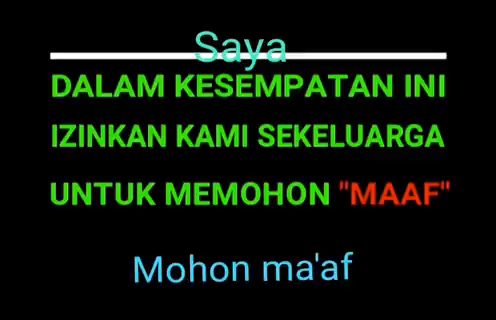 Saya
DALAM KESEMPATAN INI
IZINKAN KAMI SEKELUARGA
UNTUK MEMOHON "MAAF"
Mohon ma'af